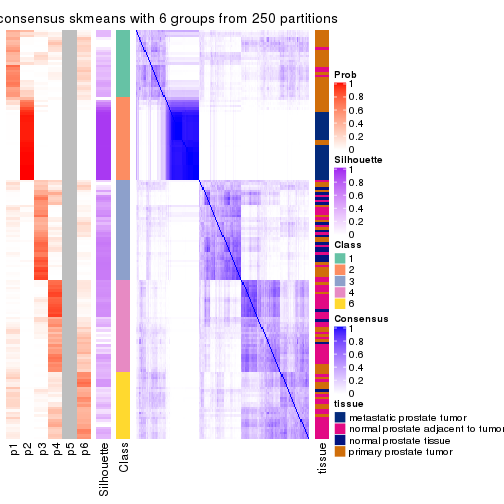 consensus skmeans with 6 groups from 250 partitions
Prob
1
0.8
0.6
0.4
0.2
0
Silhouette
1
0.8
0.6
0.4
0.2
0
Class
1
2
3
4
6
Consensus
1
0.8
0.6
0.4
0.2
0
tissue
metastatic prostate tumor
normal prostate adjacent to tumor
normal prostate tissue
primary prostate tumor
p1
p2
p3
p4
p5
p6
Silhouette
Class
tissue